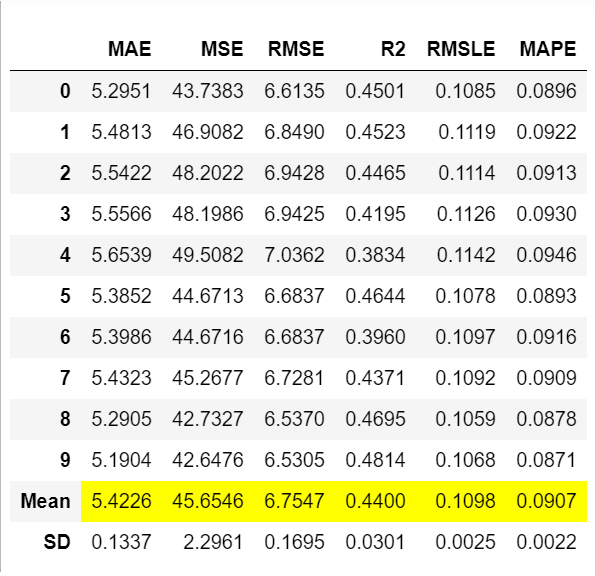 MAE MSE RMSE R2 RMSLE MAPE
0 5.2951 43.7383 6.6135 0.4501 0.1085 0.0896
1 5.4813 46.9082 6.8490 0.4523 0.1119 0.0922
2 5.5422 48.2022 6.9428 0.4465 0.1114 0.0913
3 5.5566 48.1986 6.9425 0.4195 0.1126 0.0930
4 5.6539 49.5082 7.0362 0.3834 0.1142 0.0946
5 5.3852 44.6713 6.6837 0.4644 0.1078 0.0893
6 5.3986 44.6716 6.6837 0.3960 0.1097 0.0916
7 5.4323 45.2677 6.7281 0.4371 0.1092 0.0909
8 5.2905 42.7327 6.5370 0.4695 0.1059 0.0878
9 5.1904 42.6476 6.5305 0.4814 0.1068 0.0871
Mean 5.4226 45.6546 6.7547 0.4400 0.1098 0.0907
SD 0.1337 2.2961 0.1695 0.0301 0.0025 0.0022